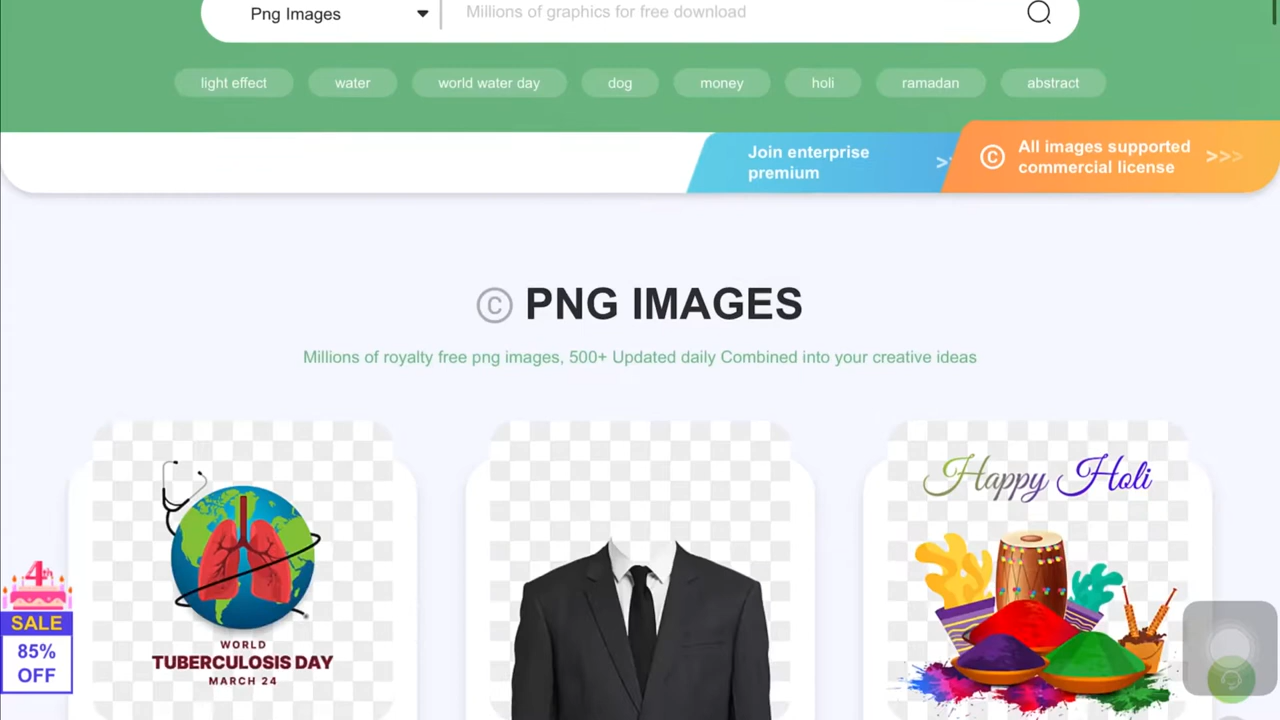 Png Images
Millions of graphics for free download
light effect
water
world water day
dog
money
holi
ramadan
abstract
Join enterprise
premium
>
© All images supported
commercial license
>>>
© PNG IMAGES
Millions of royalty free png images, 500+ Updated daily Combined into your creative ideas
WORLD
TUBERCULOSIS DAY
MARCH 24
Happy Holi
4th
SALE
85%
OFF